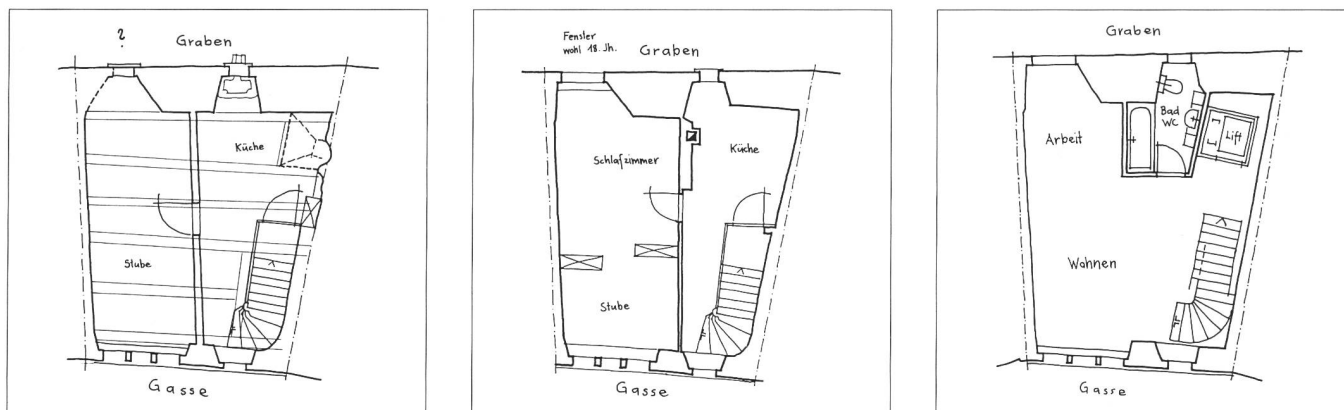 ?
Graben
Küche
Stube
Gasse
Fenster
wohl 18. Jh.
Graben
Schlafzimmer
Küche
Stube
Gasse
Graben
Arbeit
Bad
WC
Lift
Wohnen
Gasse